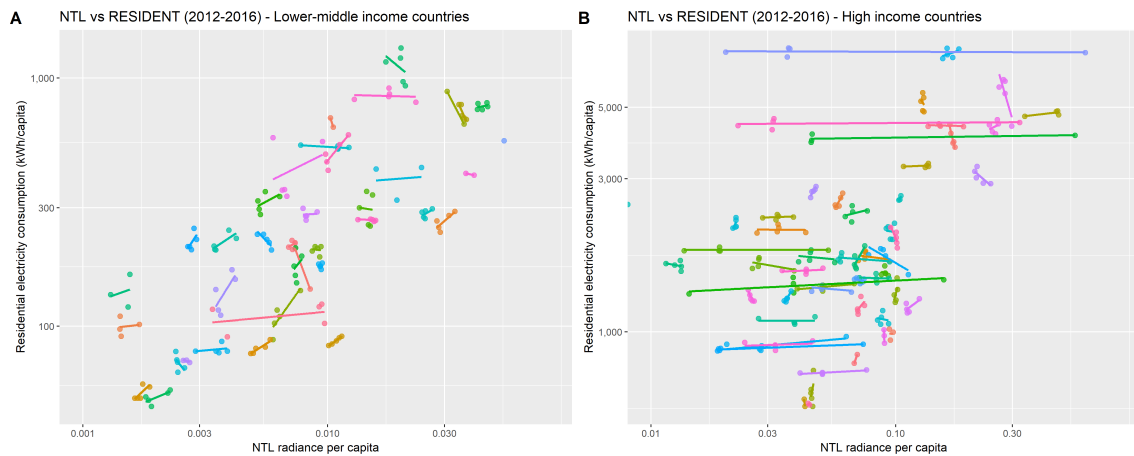 A
NTL vs RESIDENT (2012-2016) - Lower-middle income countries
Residential electricity consumption (kWh/capita)
1,000
300
100
0.001
0.003
0.010
0.030
NTL radiance per capita
B
NTL vs RESIDENT (2012-2016) - High income countries
Residential electricity consumption (kWh/capita)
5,000
3,000
1,000
0.01
0.03
0.10
0.30
NTL radiance per capita